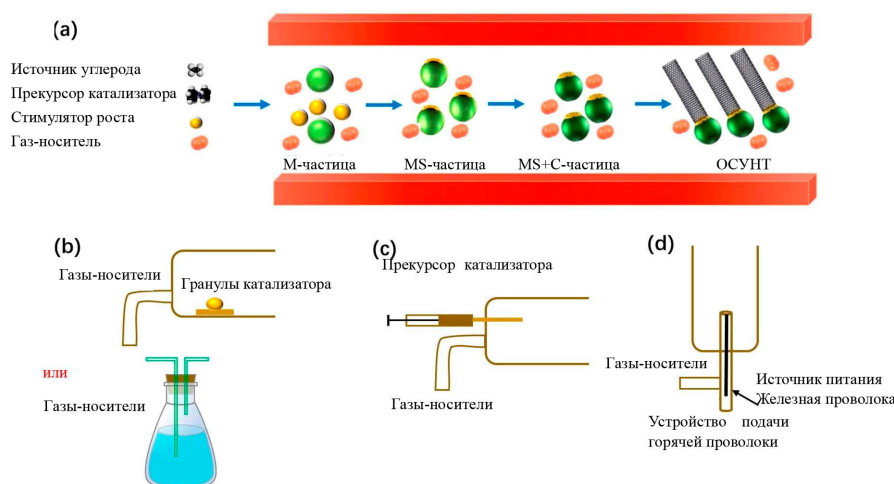 (a)
Источник углерода
Прекурсор катализатора
Стимулятор роста
Газ-носитель
М-частица
MS-частица
MS+C-частица
ОСУНТ
(b)
Газы-носители
Гранулы катализатора
или
Газы-носители
(c)
Прекурсор катализатора
Газы-носители
(d)
Газы-носители
Источник питания
Железная проволока
Устройство подачи
горячей проволоки